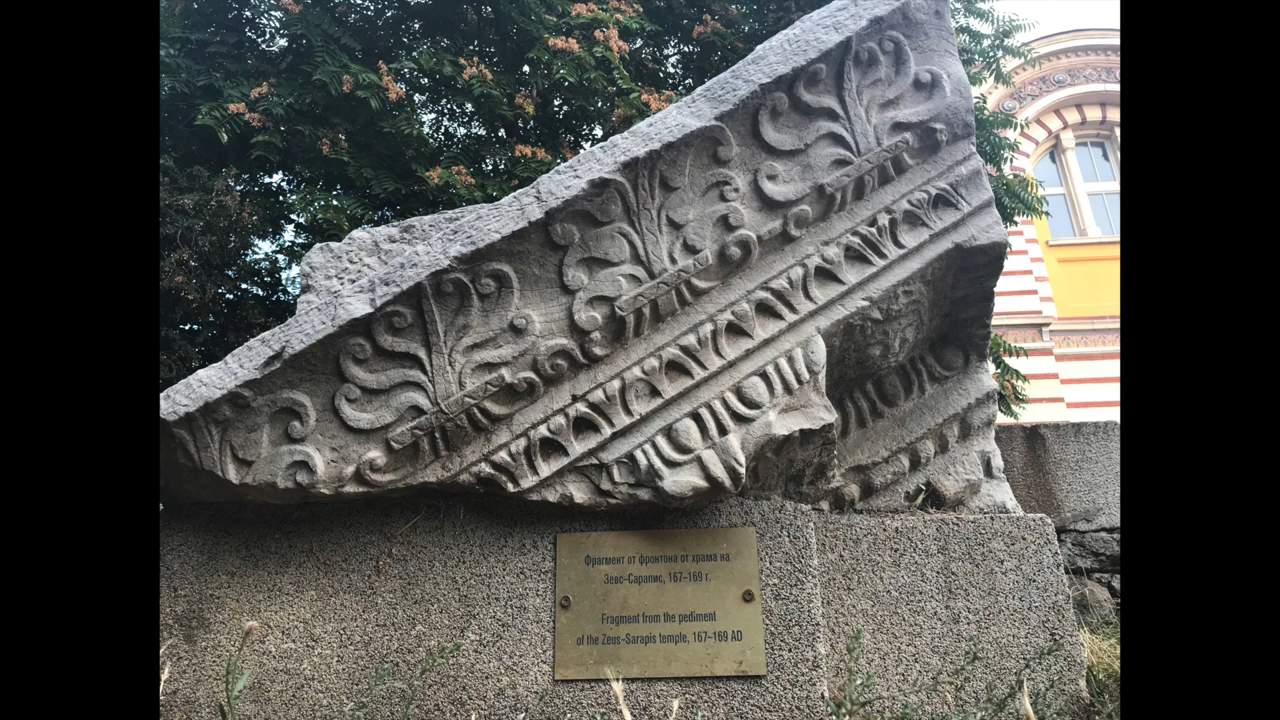 Фрагмент от фронтона от храма на
Зевс-Сарапис, 167-169 г.
Fragment from the pediment
of the Zeus-Sarapis temple, 167-169 AD